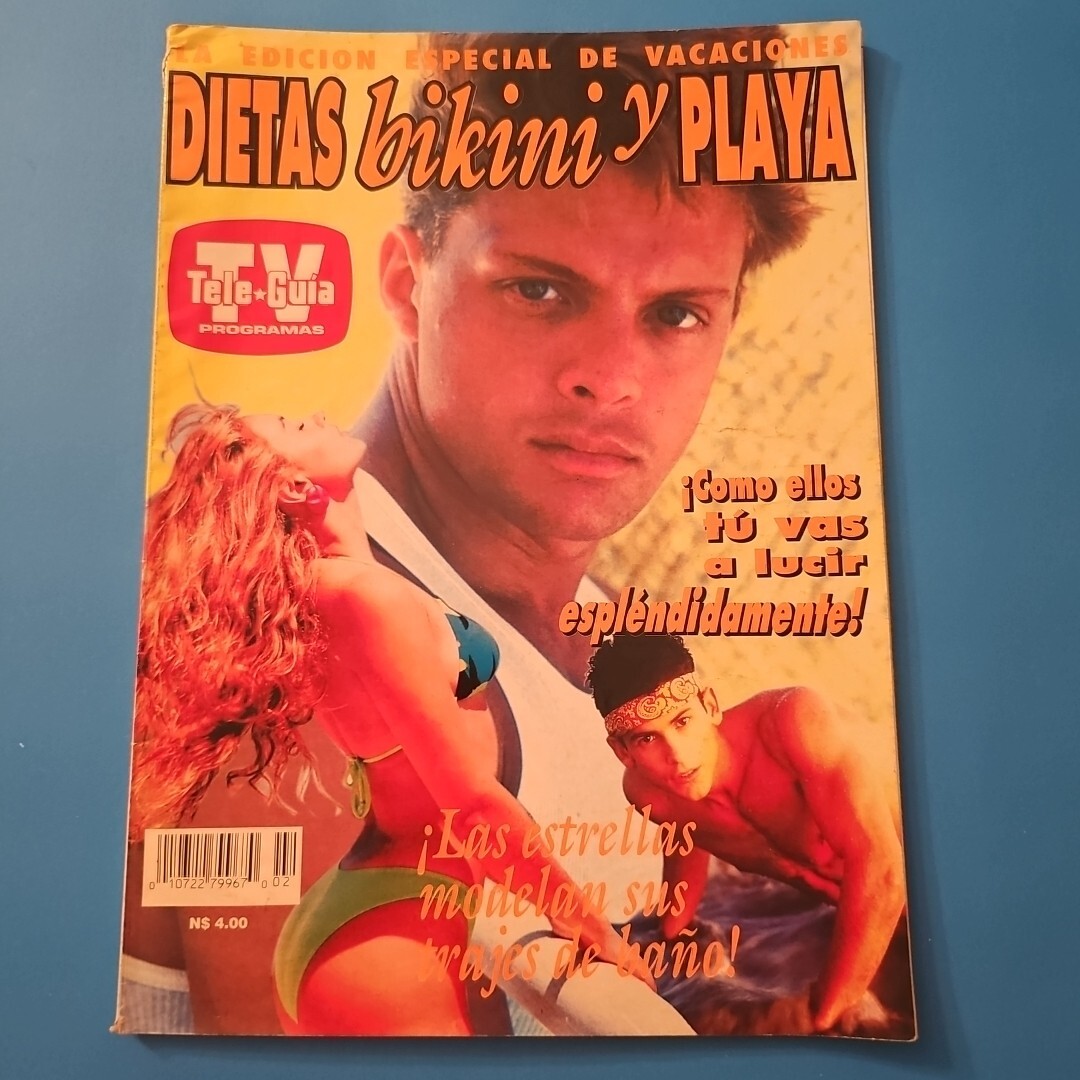 LA EDICION ESPECIAL DE VACACIONES
DIETAS bikini y PLAYA
TV
Tele★Guía
PROGRAMAS
¡Como ellos
tú vas
a lucir
espléndidamente!
¡Las estrellas
modelan sus
trajes de baño!
0 10722 79967 0 02
N$ 4.00